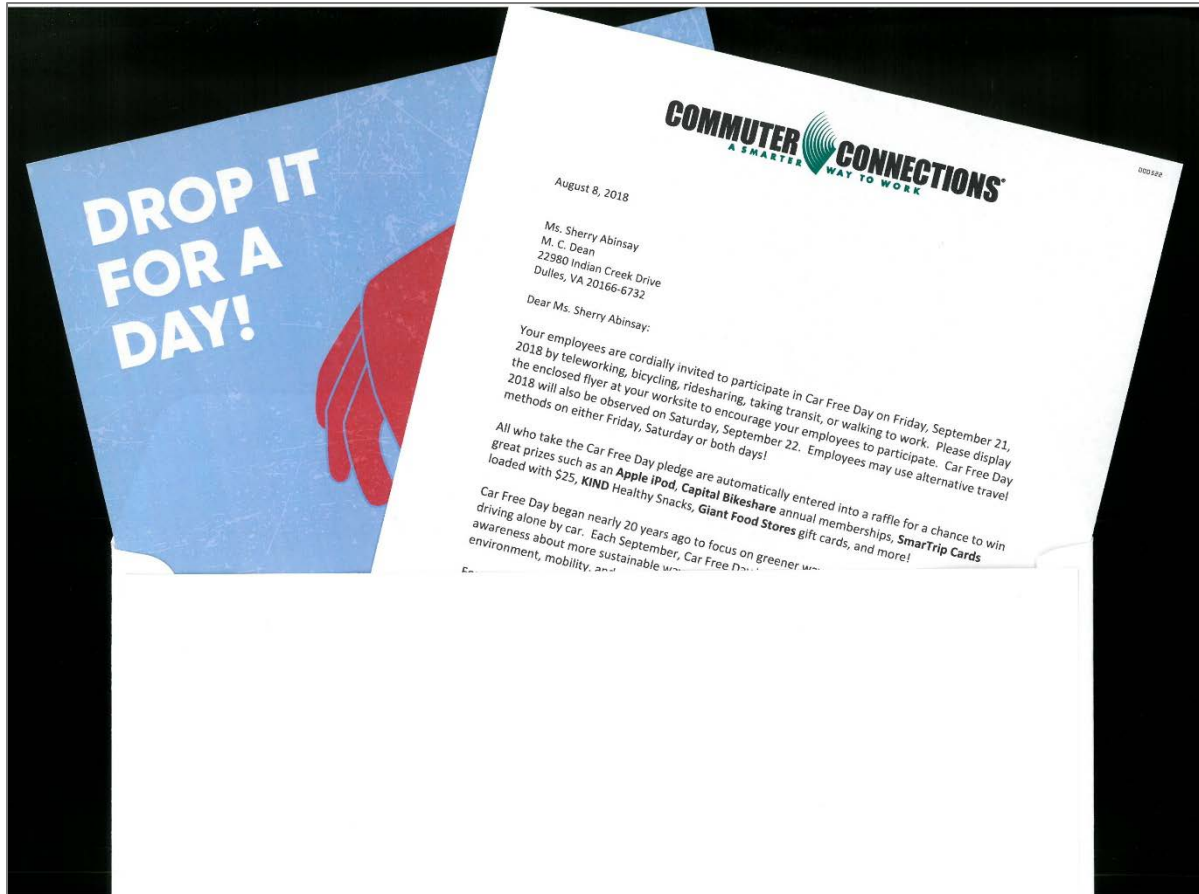 DROP IT
FOR A
DAY!
COMMUTER CONNECTIONS®
A SMARTER WAY TO WORK
000322
August 8, 2018
Ms. Sherry Abinsay
M. C. Dean
22980 Indian Creek Drive
Dulles, VA 20166-6732
Dear Ms. Sherry Abinsay:
Your employees are cordially invited to participate in Car Free Day on Friday, September 21,
2018 by teleworking, bicycling, ridesharing, taking transit, or walking to work. Please display
the enclosed flyer at your worksite to encourage your employees to participate. Car Free Day
2018 will also be observed on Saturday, September 22. Employees may use alternative travel
methods on either Friday, Saturday or both days!
All who take the Car Free Day pledge are automatically entered into a raffle for a chance to win
great prizes such as an Apple iPod, Capital Bikeshare annual memberships, SmarTrip Cards
loaded with $25, KIND Healthy Snacks, Giant Food Stores gift cards, and more!
Car Free Day began nearly 20 years ago to focus on greener
driving alone by car. Each September, Car Free
awareness about more sustainable
environment, mobility, and